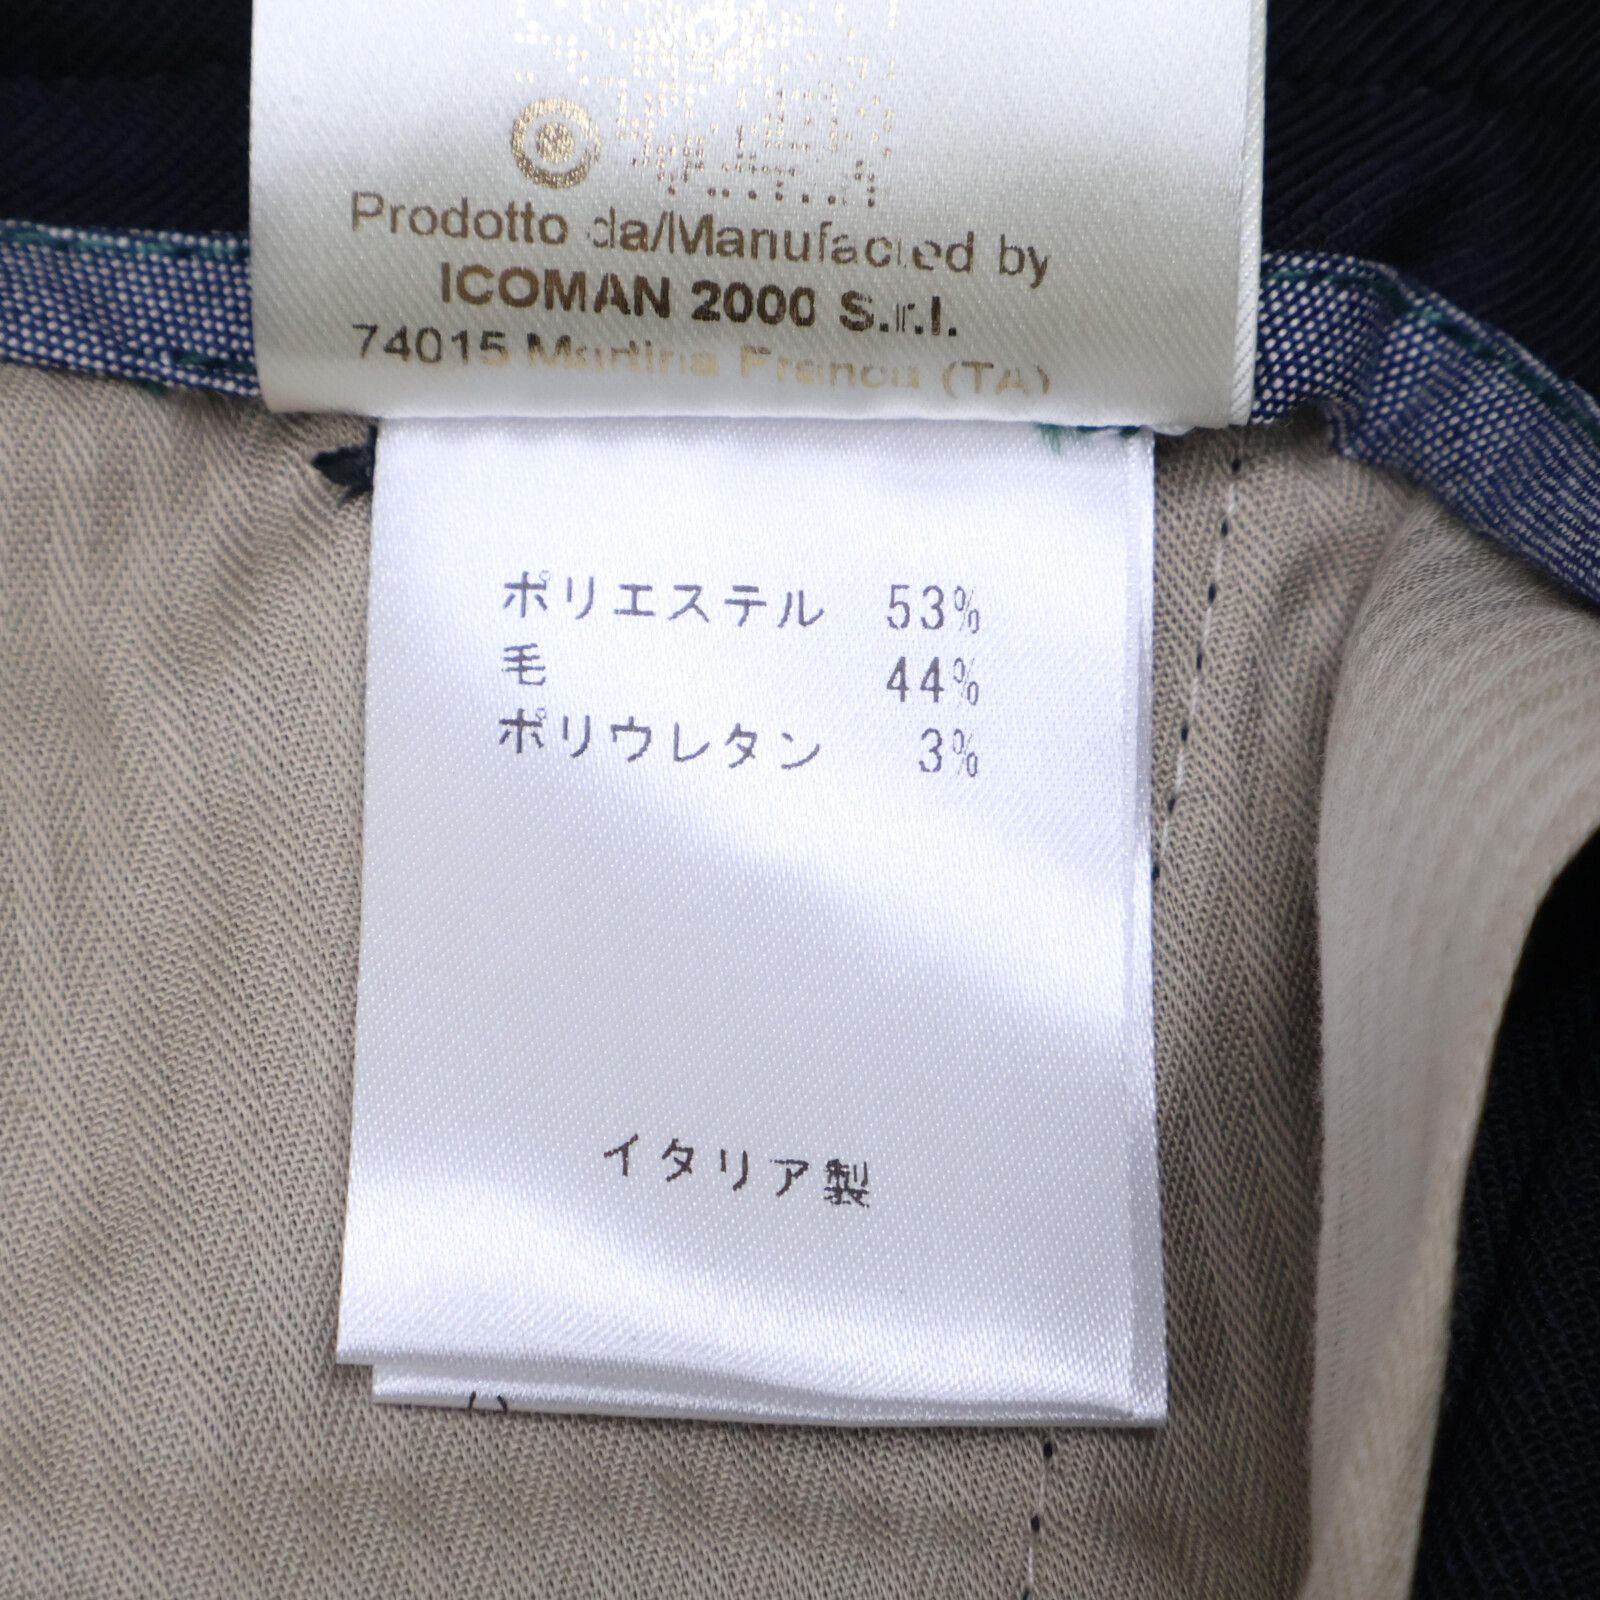 Prodotto da/Manufacted by
ICOMAN 2000 S.r.l.
74015 Martina Franca (TA)
ポリエステル 53%
毛 44%
ポリウレタン 3%
イタリア製